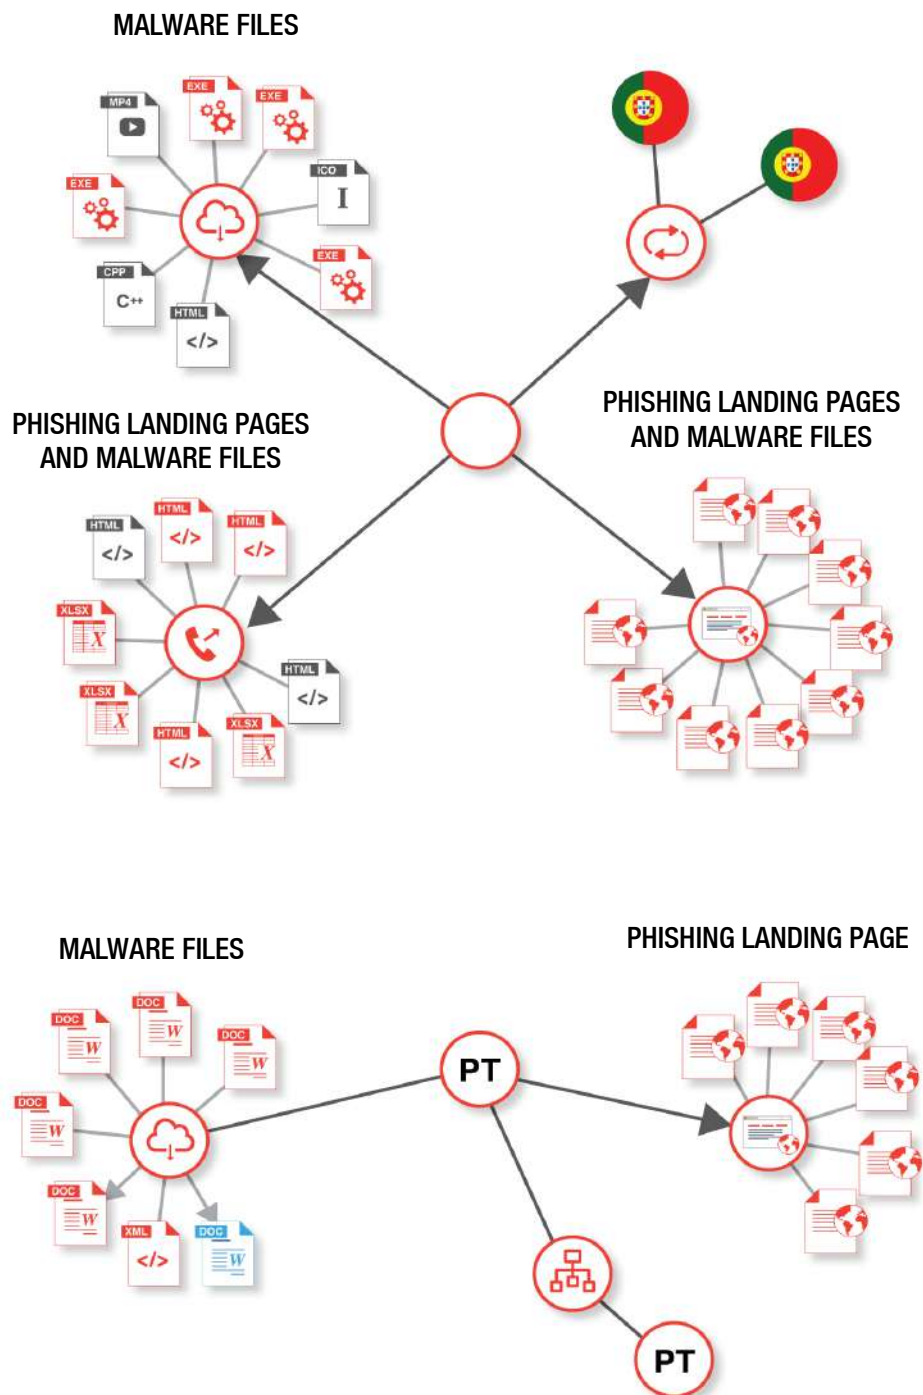 MALWARE FILES
EXE
EXE
MP4
ICO
I
EXE
EXE
CPP
C++
HTML
</>
PHISHING LANDING PAGES
AND MALWARE FILES
PHISHING LANDING PAGES
AND MALWARE FILES
HTML
</>
HTML
</>
HTML
</>
XLSX
X
HTML
</>
XLSX
X
HTML
</>
XLSX
X
MALWARE FILES
PHISHING LANDING PAGE
DOC
W
DOC
W
DOC
W
PT
DOC
W
DOC
W
XML
</>
DOC
W
PT